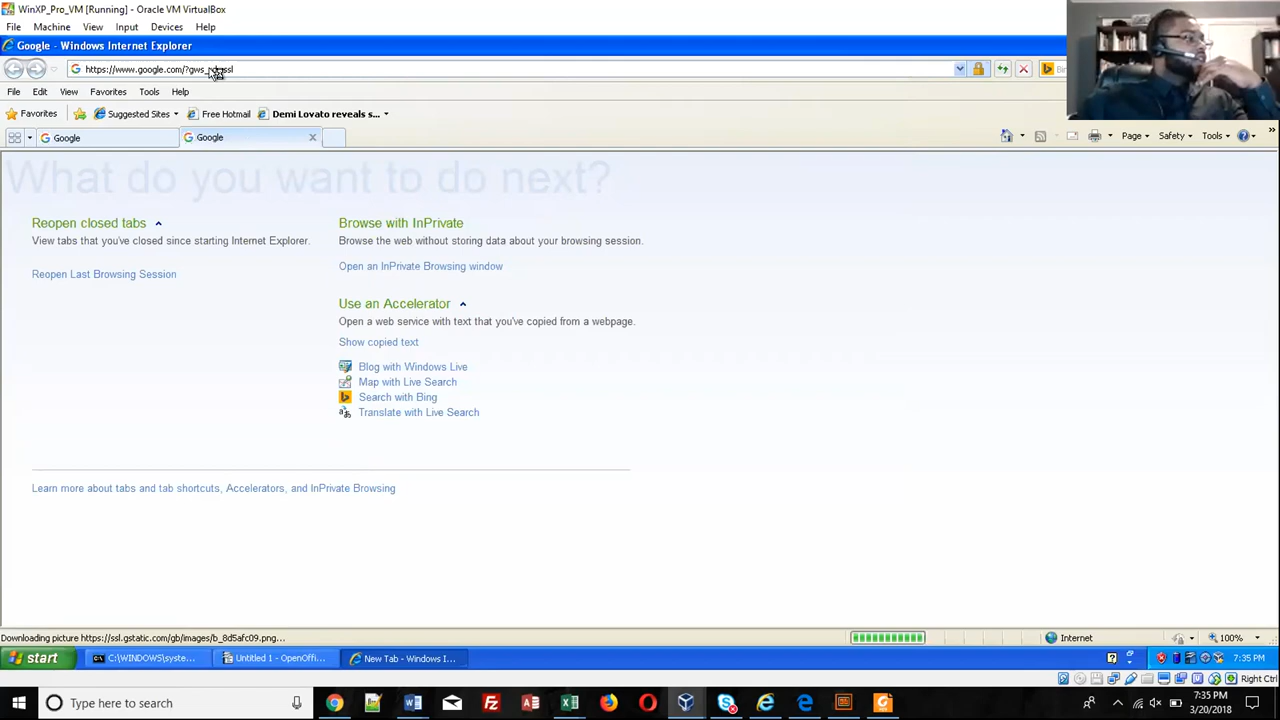 WinXP_Pro_VM [Running] - Oracle VM VirtualBox
File Machine View Input Devices Help
Google - Windows Internet Explorer
https://www.google.com/?gws_rd=ssl
Bin
File Edit View Favorites Tools Help
Favorites Suggested Sites Free Hotmail Demi Lovato reveals s...
Google Google Page Safety Tools
What do you want to do next?
Reopen closed tabs
View tabs that you've closed since starting Internet Explorer.
Reopen Last Browsing Session
Browse with InPrivate
Browse the web without storing data about your browsing session.
Open an InPrivate Browsing window
Use an Accelerator
Open a web service with text that you've copied from a webpage.
Show copied text
Blog with Windows Live
Map with Live Search
Search with Bing
Translate with Live Search
Learn more about tabs and tab shortcuts, Accelerators, and InPrivate Browsing
Downloading picture https://ssl.gstatic.com/gb/images/b_8d5afc09.png... Internet 100%
start C:\WINDOWS\syste... Untitled 1 - OpenOffi... New Tab - Windows I... 7:35 PM
Right Ctrl
Type here to search
7:35 PM
3/20/2018